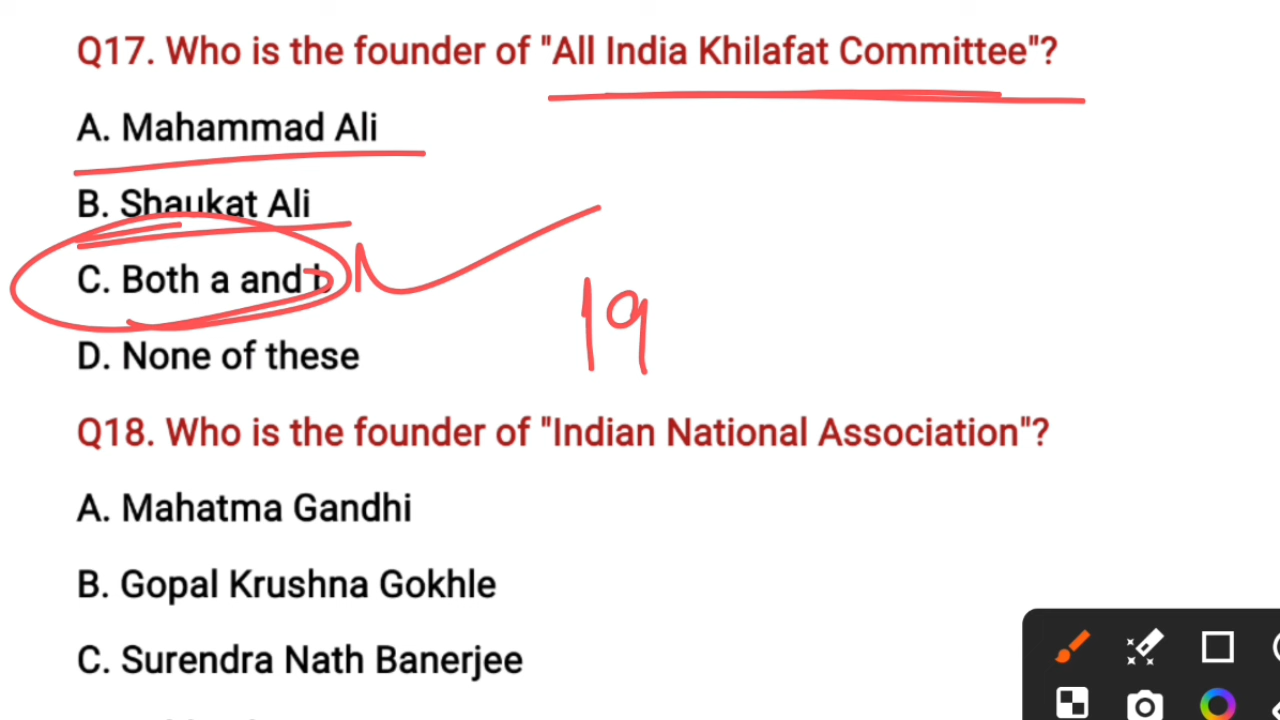 Q17. Who is the founder of "All India Khilafat Committee"?
A. Mahammad Ali
B. Shaukat Ali
C. Both a and b
19
D. None of these
Q18. Who is the founder of "Indian National Association"?
A. Mahatma Gandhi
B. Gopal Krushna Gokhle
C. Surendra Nath Banerjee